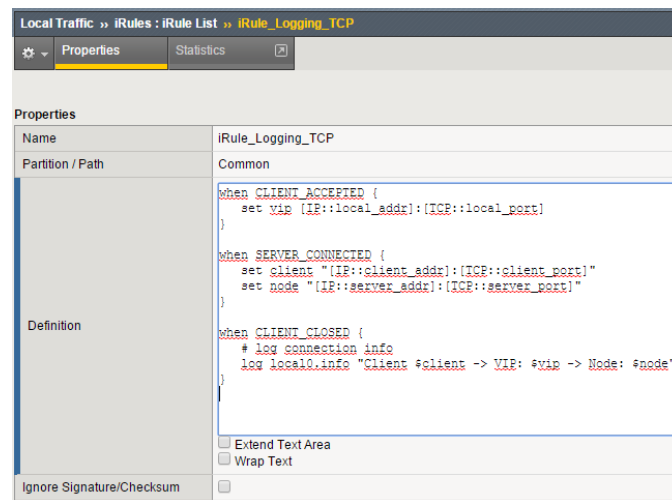 Local Traffic ›› iRules : iRule List ›› iRule_Logging_TCP
Properties Statistics
Properties
Name iRule_Logging_TCP
Partition / Path Common
Definition
when CLIENT_ACCEPTED {
set vip [IP::local_addr]:[TCP::local_port]
}
when SERVER_CONNECTED {
set client "[IP::client_addr]:[TCP::client_port]"
set node "[IP::server_addr]:[TCP::server_port]"
}
when CLIENT_CLOSED {
# log connection info
log local0.info "Client $client -> VIP: $vip -> Node: $node"
}
Extend Text Area
Wrap Text
Ignore Signature/Checksum